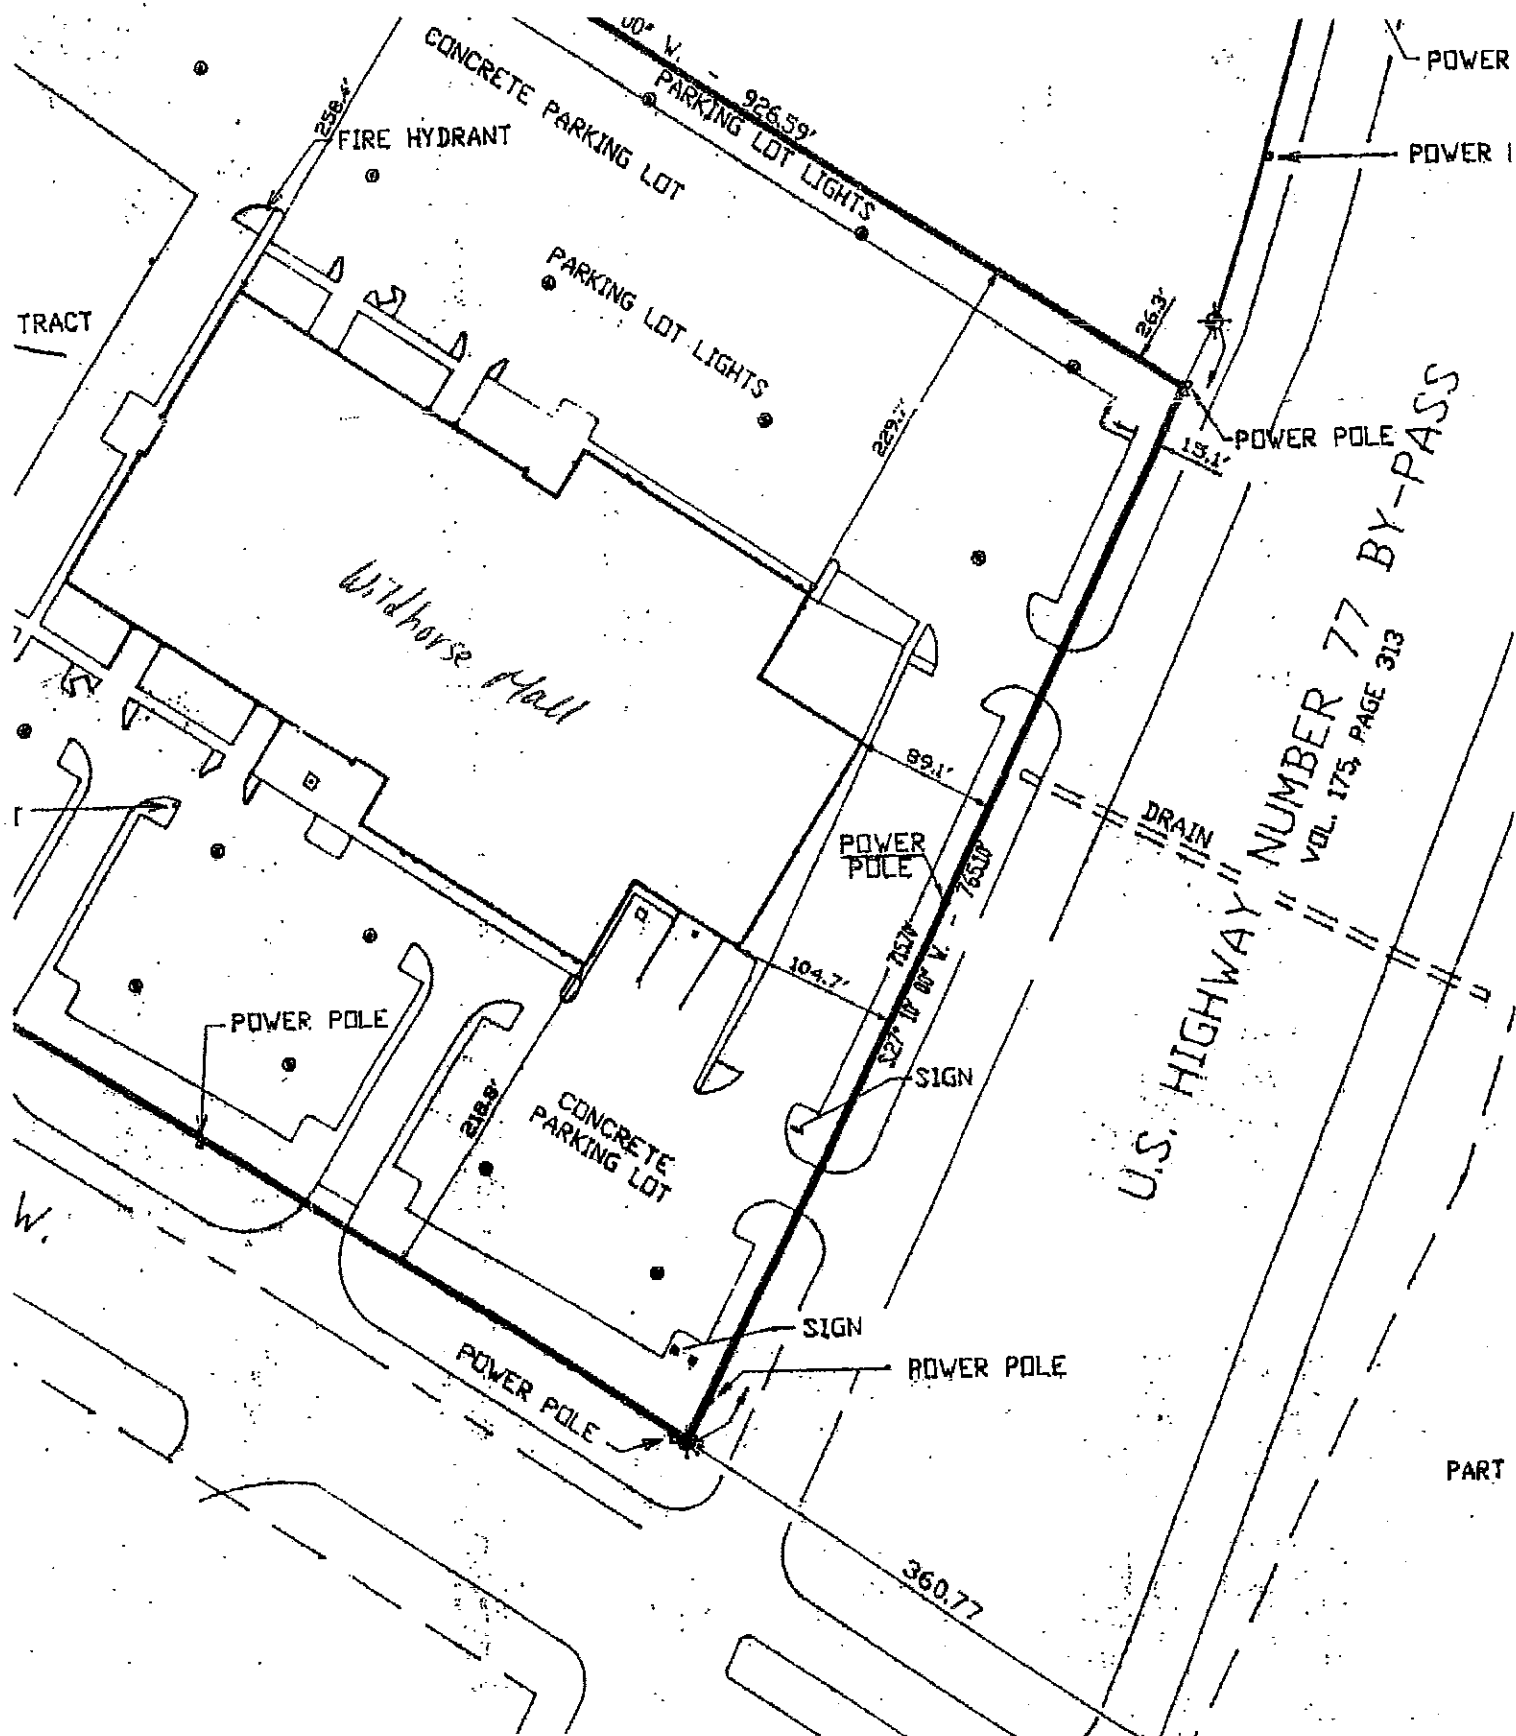 00" W. -
926.59'
CONCRETE PARKING LOT
PARKING LOT LIGHTS
POWER
258.4'
FIRE HYDRANT
POWER
PARKING LOT LIGHTS
TRACT
26.3'
229.7'
POWER POLE
15.1'
Wildhorse Mall
U.S. HIGHWAY NUMBER 77 BY-PASS
VOL. 175, PAGE 313
89.1'
DRAIN
POWER
POLE
765.10'
715.70'
S27° 10' 00" W. -
104.7'
POWER POLE
SIGN
218.8'
CONCRETE
PARKING LOT
W.
SIGN
POWER POLE
POWER POLE
PART
360.77